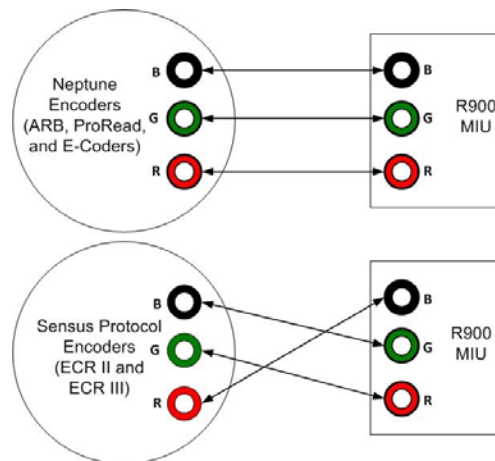 Neptune
Encoders
(ARB, ProRead,
and E-Coders)
B
G
R
B
G
R
R900
MIU
Sensus Protocol
Encoders
(ECR II and
ECR III)
B
G
R
B
G
R
R900
MIU